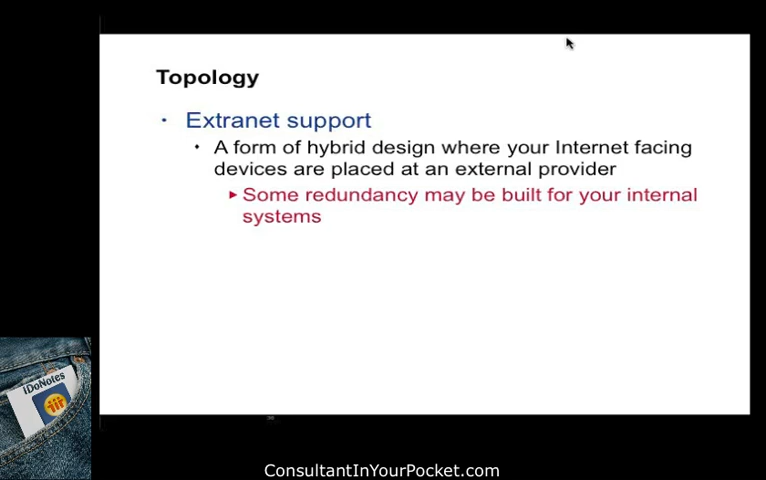 Topology
Extranet support
A form of hybrid design where your Internet facing
devices are placed at an external provider
Some redundancy may be built for your internal
systems
iDoNotes
ConsultantInYourPocket.com